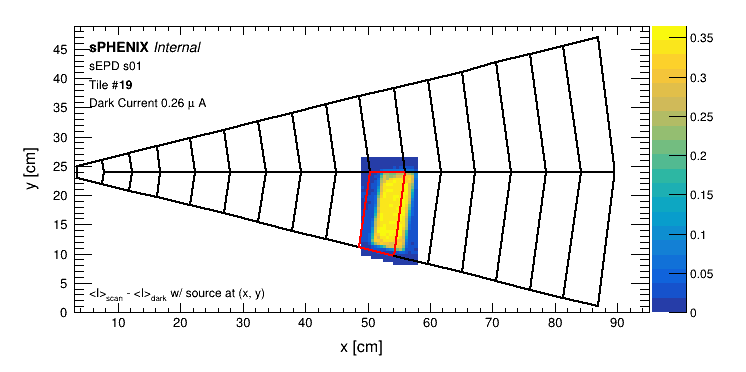 sPHENIX Internal
sEPD s01
Tile #19
Dark Current 0.26 μ A
<I>scan - <I>dark w/ source at (x, y)
y [cm]
45
40
35
30
25
20
15
10
5
0
10 20 30 40 50 60 70 80 90
x [cm]
0.35
0.3
0.25
0.2
0.15
0.1
0.05
0